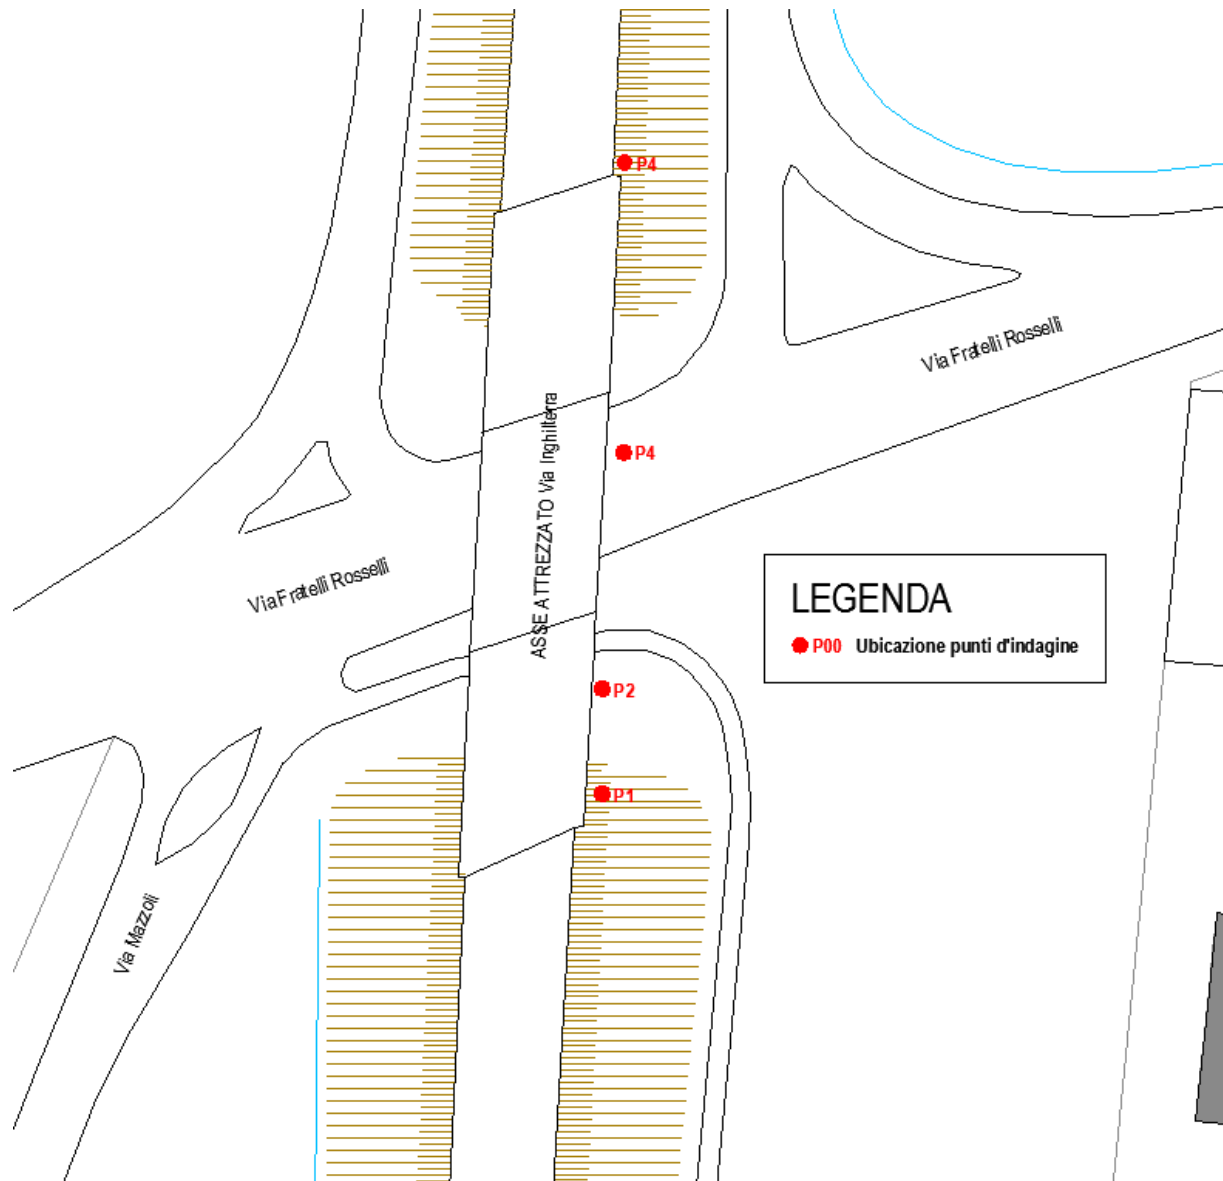 P4
Via Fratelli Rosselli
P4
ASSE ATTREZZATO Via Inghilterra
Via Fratelli Rosselli
LEGENDA
P00 Ubicazione punti d'indagine
P2
P1
Via Mazzoli